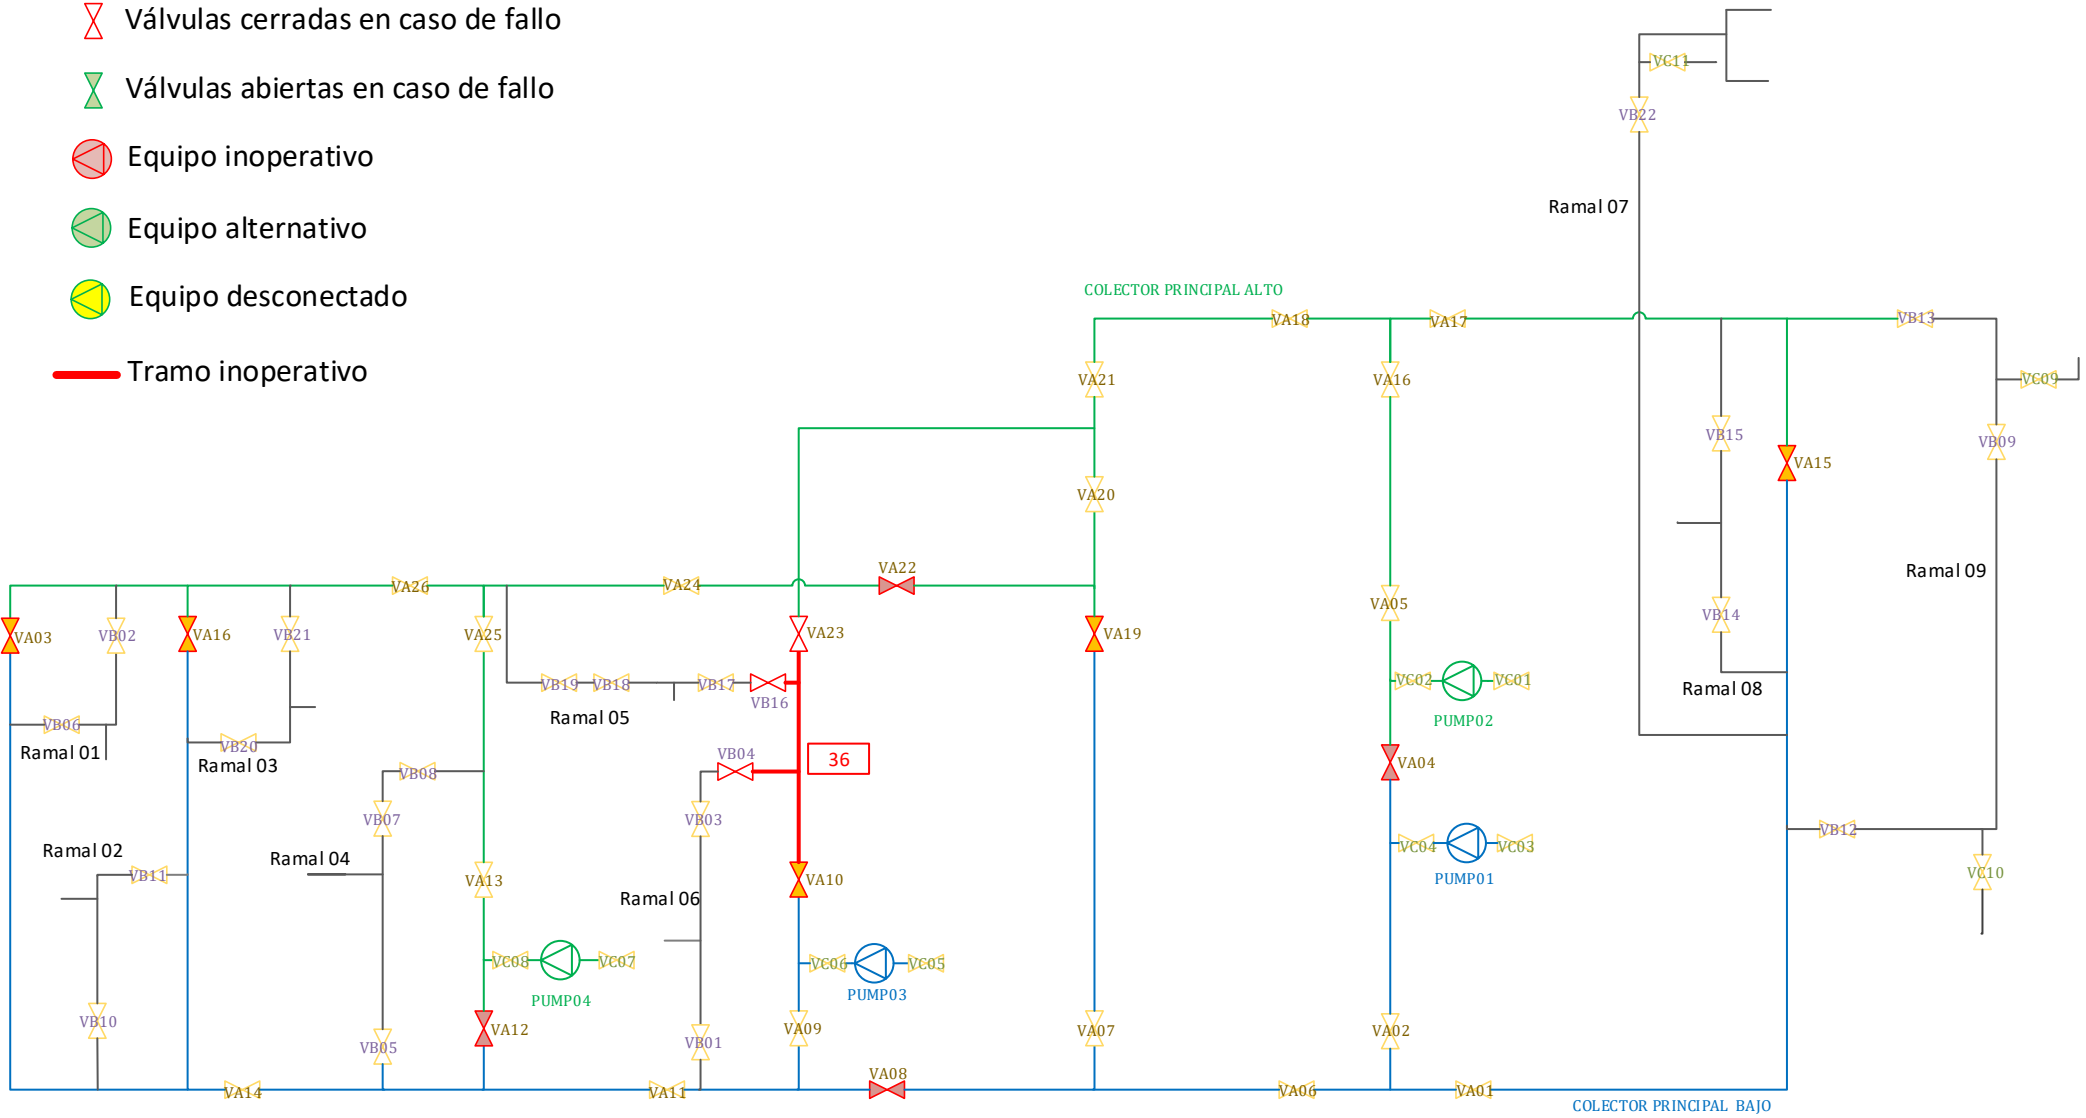 Válvulas cerradas en caso de fallo
Válvulas abiertas en caso de fallo
Equipo inoperativo
Equipo alternativo
Equipo desconectado
Tramo inoperativo
VC11
VB22
Ramal 07
COLECTOR PRINCIPAL ALTO
VA18
VA17
VB13
VA21
VA16
VC09
VB15
VB09
VA15
VA20
VA22
VA26
VA24
VA05
Ramal 09
VB14
VA03
VB02
VA16
VB21
VA25
VA23
VA19
VB19
VB18
VB17
VB16
VC02
VC01
Ramal 08
Ramal 05
PUMP02
VB06
Ramal 01
VB20
Ramal 03
VB04
36
VA04
VB08
VB07
VB03
VB12
Ramal 02
Ramal 04
VC04
VC03
PUMP01
VB11
VA13
VA10
VC10
Ramal 06
VC08
VC07
VC06
VC05
PUMP04
PUMP03
VB10
VA12
VA09
VA07
VA02
VB05
VB01
VA08
VA14
VA11
VA06
VA01
COLECTOR PRINCIPAL BAJO